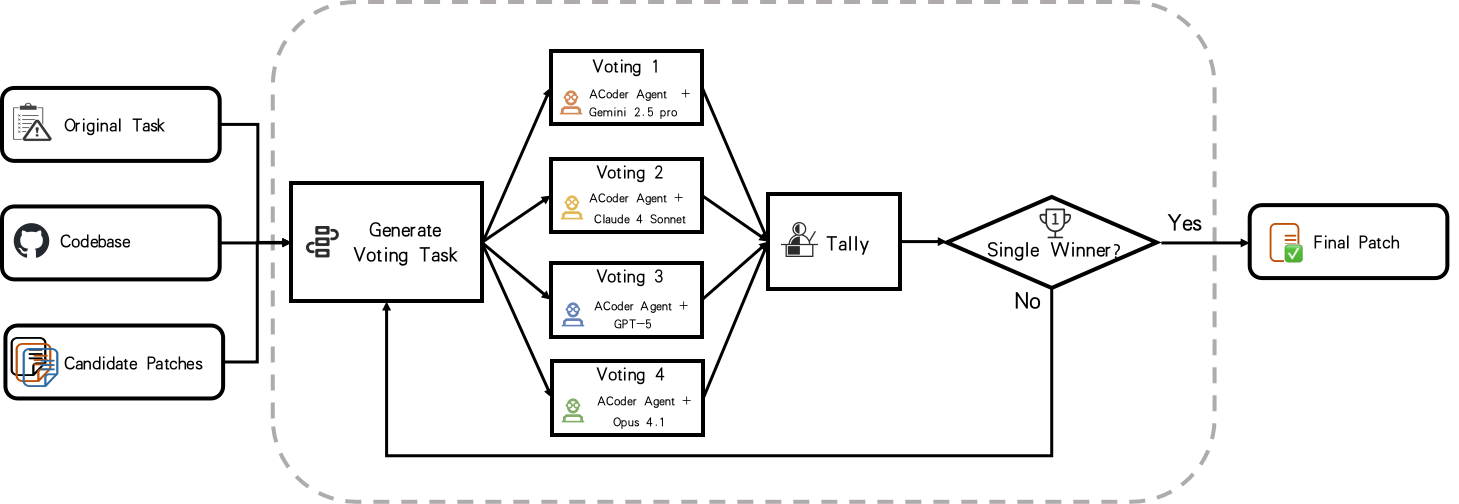 Original Task
Codebase
Candidate Patches
Generate
Voting Task
Voting 1
ACoder Agent +
Gemini 2.5 pro
Voting 2
ACoder Agent +
Claude 4 Sonnet
Voting 3
ACoder Agent +
GPT-5
Voting 4
ACoder Agent +
Opus 4.1
Tally
1
Single Winner?
Yes
No
Final Patch